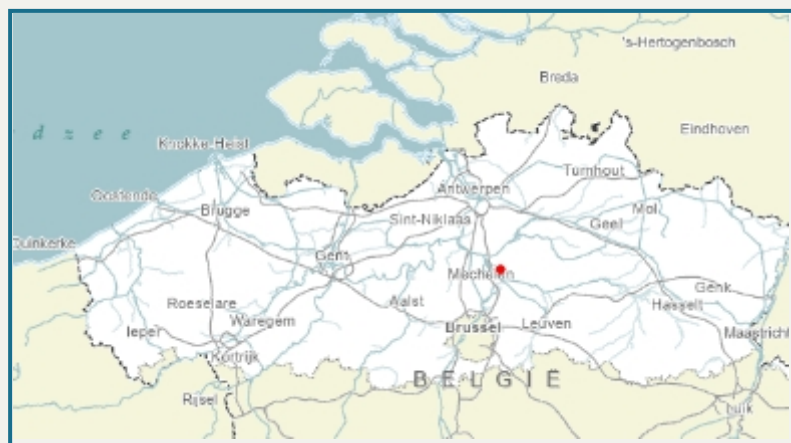 's-Hertogenbosch
Breda
dzee
Eindhoven
Knokke-Heist
Turnhout
Antwerpen
Oostende
Mol
Brugge
Sint-Niklaas
Geel
Duinkerke
Gent
Mechelen
Genk
Roeselare
Aalst
Hasselt
Ieper
Waregem
Brussel
Leuven
Maastricht
Kortrijk
BELGIË
Rijsel
Luik